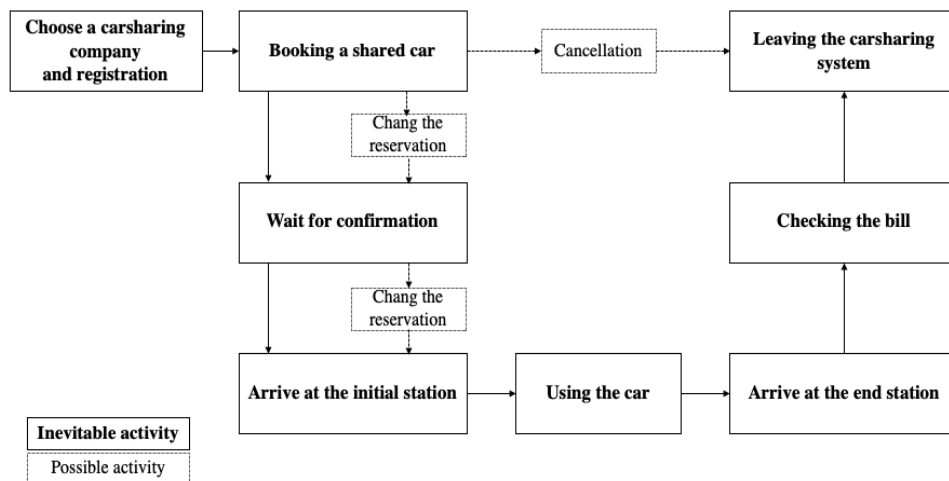 Choose a carsharing
company
and registration
Booking a shared car
Cancellation
Leaving the carsharing
system
Chang the
reservation
Wait for confirmation
Checking the bill
Chang the
reservation
Arrive at the initial station
Using the car
Arrive at the end station
Inevitable activity
Possible activity